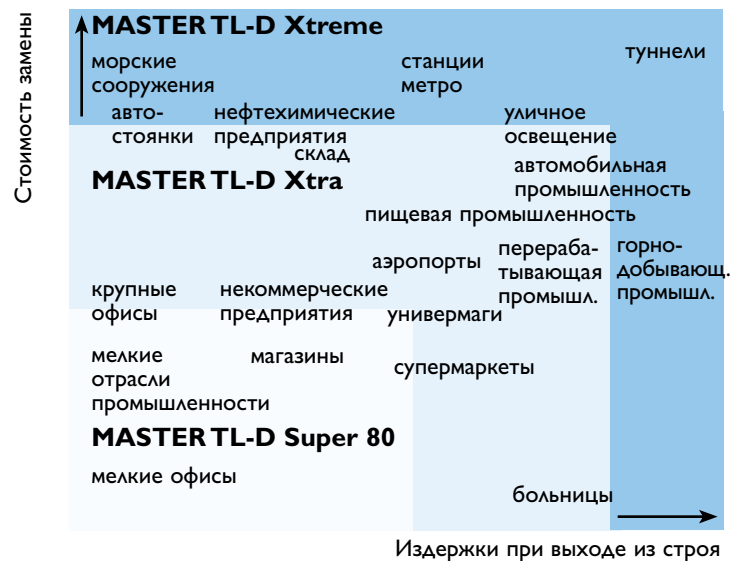 Стоимость замены
MASTER TL-D Xtreme
морские
сооружения
станции
метро
туннели
авто-
стоянки
нефтехимические
предприятия
уличное
освещение
склад
автомобильная
промышленность
MASTER TL-D Xtra
пищевая промышленность
аэропорты
перераба-
тывающая
промышл.
горно-
добывающ.
промышл.
крупные
офисы
некоммерческие
предприятия
универмаги
мелкие
отрасли
промышленности
магазины
супермаркеты
MASTER TL-D Super 80
мелкие офисы
больницы
Издержки при выходе из строя